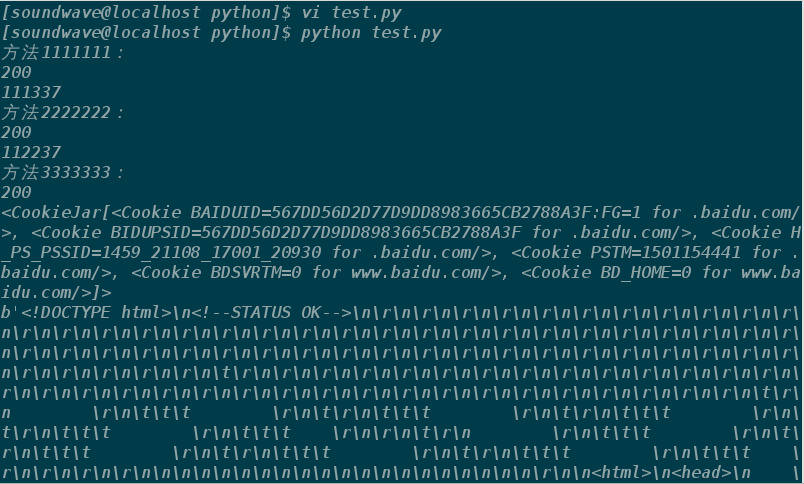 [soundwave@localhost python]$ vi test.py
[soundwave@localhost python]$ python test.py
方法1111111：
200
111337
方法2222222：
200
112237
方法3333333：
200
<CookieJar[<Cookie BAIDUID=567DD56D2D77D9DD8983665CB2788A3F:FG=1 for .baidu.com/
>, <Cookie BIDUPSID=567DD56D2D77D9DD8983665CB2788A3F for .baidu.com/>, <Cookie H
_PS_PSSID=1459_21108_17001_20930 for .baidu.com/>, <Cookie PSTM=1501154441 for .
baidu.com/>, <Cookie BDSVRTM=0 for www.baidu.com/>, <Cookie BD_HOME=0 for www.ba
idu.com/>]>
b'<!DOCTYPE html>\n<!--STATUS OK-->\n\r\n\r\n\r\n\r\n\r\n\r\n\r\n\r\n\r\n\r\n\r\
n\r\n\r\n\r\n\r\n\r\n\r\n\r\n\r\n\r\n\r\n\r\n\r\n\r\n\r\n\r\n\r\n\r\n\r\n\r\n\r\
n\r\n\r\n\r\n\r\n\r\n\r\n\r\n\r\n\r\n\r\n\r\n\r\n\r\n\r\n\r\n\r\n\r\n\r\n\r\n\r\
n\r\n\r\n\r\n\r\n\r\n\t\r\n\r\n\r\n\r\n\r\n\r\n\r\n\r\n\r\n\r\n\r\n\r\n\r\n\r\n\
r\n\r\n\r\n\r\n\r\n\r\n\r\n\r\n\r\n\r\n\r\n\r\n\r\n\r\n\r\n\r\n\r\n\r\n\r\n\t\r\
n        \r\n\t\t\t        \r\n\t\r\n\t\t\t        \r\n\t\r\n\t\t\t        \r\n\
t\r\n\t\t\t        \r\n\t\t\t    \r\n\r\n\t\r\n        \r\n\t\t\t        \r\n\t\
r\n\t\t\t        \r\n\t\r\n\t\t\t        \r\n\t\r\n\t\t\t        \r\n\t\t\t    \
r\n\r\n\r\n\r\n\n\n\n\n\n\n\n\n\n\n\n\n\n\n\n\n\n\n\n\n\n\r\n\n<html>\n<head>\n    \